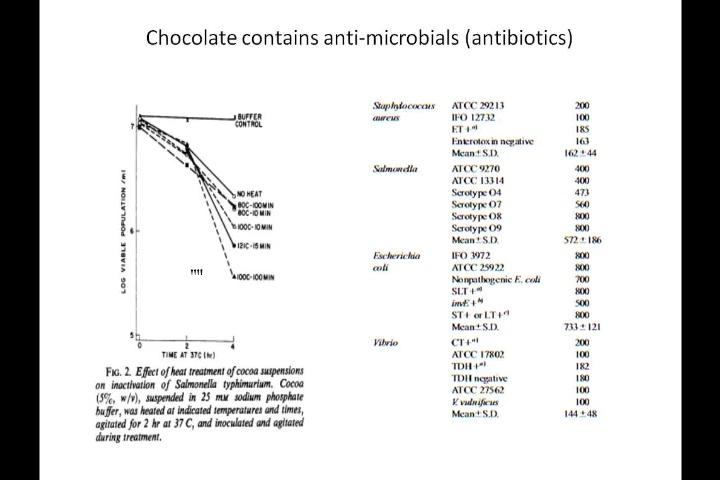 Chocolate contains anti-microbials (antibiotics)
BUFFER
CONTROL
7
NO HEAT
80C-100MIN
80C-10 MIN
100C-10MIN
6
121C-15 MIN
100C-100MIN
5
0 2 4
TIME AT 37C (hr)
LOG VIABLE POPULATION /ml
FIG. 2. Effect of heat treatment of cocoa suspensions
on inactivation of Salmonella typhimurium. Cocoa
(5%, w/v), suspended in 25 mM sodium phosphate
buffer, was heated at indicated temperatures and times,
agitated for 2 hr at 37 C, and inoculated and agitated
during treatment.
Staphylococcus ATCC 29213 200
aureus IFO 12732 100
ET+ᵃ⁾ 185
Enterotoxin negative 163
Mean±S.D. 162±44
Salmonella ATCC 9270 400
ATCC 13314 400
Serotype O4 473
Serotype O7 560
Serotype O8 800
Serotype O9 800
Mean±S.D. 572±186
Escherichia IFO 3972 800
coli ATCC 25922 800
Nonpathogenic E. coli 700
SLT+ 800
invE+ 500
ST+ or LT+ 800
Mean±S.D. 733±121
Vibrio CT+ 200
ATCC 17802 100
TDH+ 182
TDH negative 180
ATCC 27562 100
V. vulnificus 100
Mean±S.D. 144±48